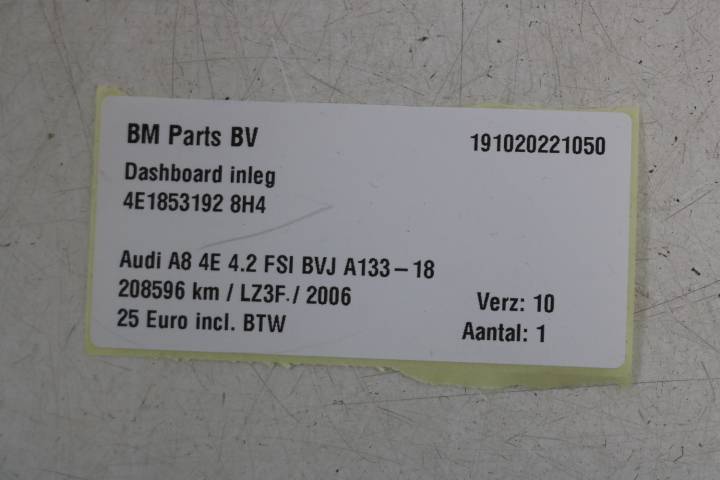 BM Parts BV 191020221050
Dashboard inleg
4E1853192 8H4
Audi A8 4E 4.2 FSI BVJ A133-18
208596 km / LZ3F / 2006 Verz: 10
25 Euro incl. BTW Aantal: 1